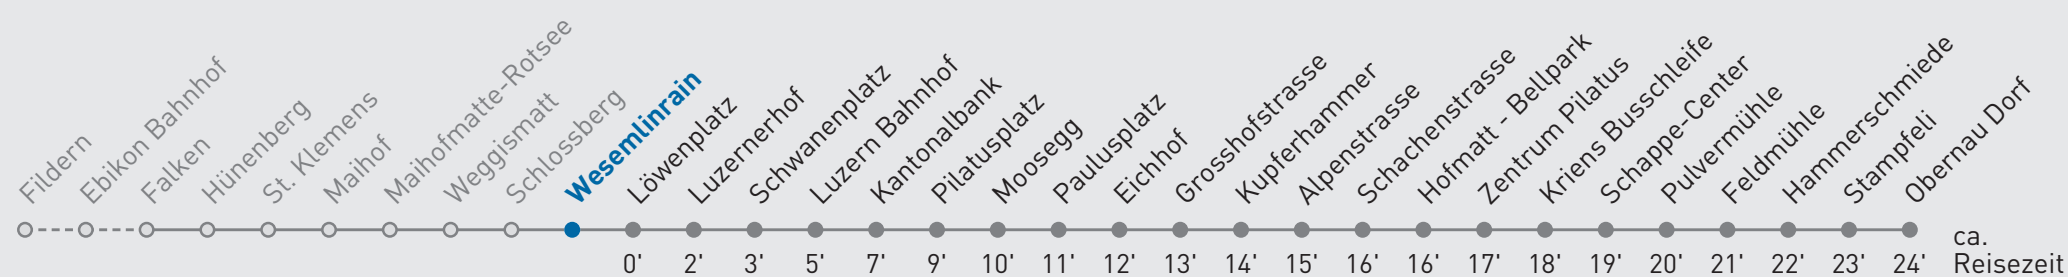 Fildern
Ebikon Bahnhof
Falken
Hünenberg
St. Klemens
Maihof
Maihofmatte-Rotsee
Weggismatt
Schlossberg
Wesemlinrain
Löwenplatz
Luzernerhof
Schwanenplatz
Luzern Bahnhof
Kantonalbank
Pilatusplatz
Moosegg
Paulusplatz
Eichhof
Grosshofstrasse
Kupferhammer
Alpenstrasse
Schachenstrasse
Hofmatt - Bellpark
Zentrum Pilatus
Kriens Busschleife
Schappe-Center
Pulvermühle
Feldmühle
Hammerschmiede
Stampfeli
Obernau Dorf
0' 2' 3' 5' 7' 9' 10' 11' 12' 13' 14' 15' 16' 16' 17' 18' 19' 20' 21' 22' 23' 24'
ca.
Reisezeit